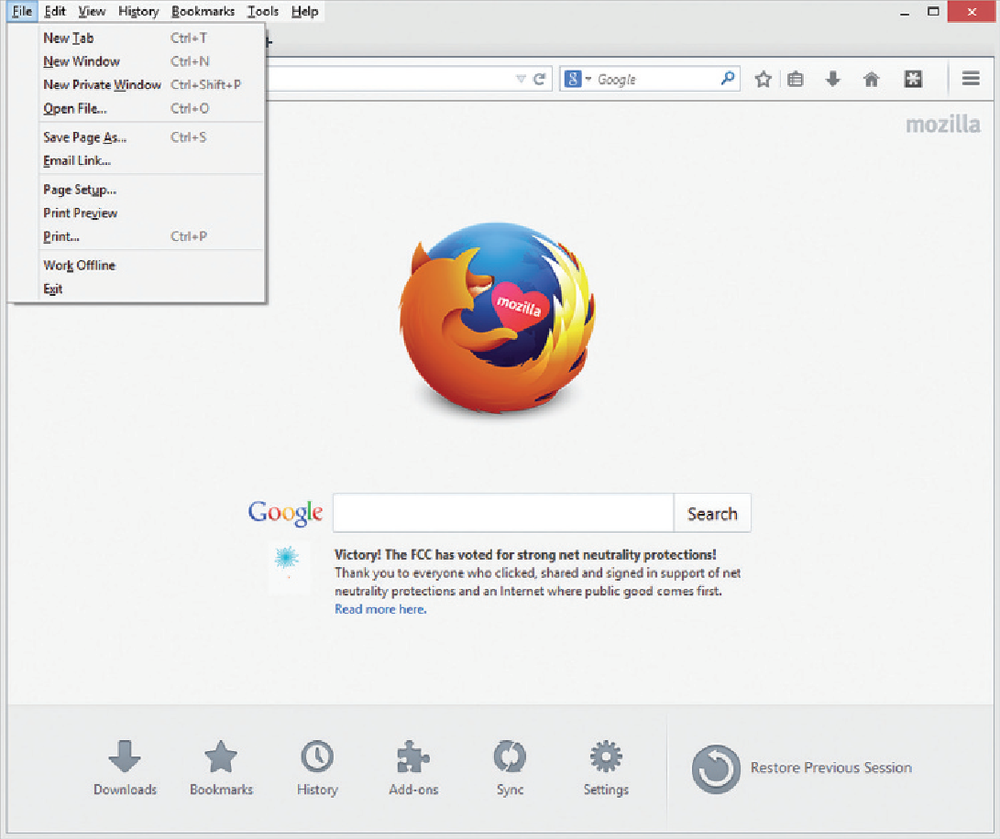 File Edit View History Bookmarks Tools Help
New Tab Ctrl+T
New Window Ctrl+N
New Private Window Ctrl+Shift+P
Open File... Ctrl+O
Save Page As... Ctrl+S
Email Link...
Page Setup...
Print Preview
Print... Ctrl+P
Work Offline
Exit
8 Google
mozilla
mozilla
Google Search
Victory! The FCC has voted for strong net neutrality protections!
Thank you to everyone who clicked, shared and signed in support of net
neutrality protections and an Internet where public good comes first.
Read more here.
Downloads Bookmarks History Add-ons Sync Settings Restore Previous Session